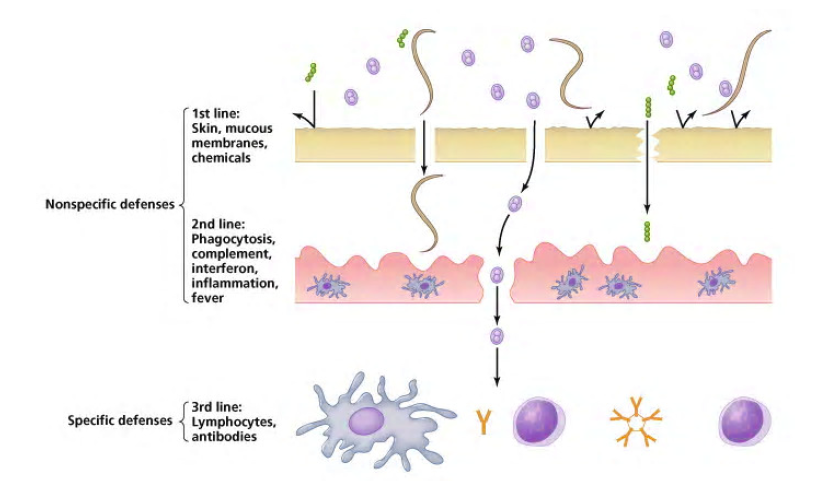 1st line:
Skin, mucous
membranes,
chemicals
Nonspecific defenses
2nd line:
Phagocytosis,
complement,
interferon,
inflammation,
fever
Specific defenses
3rd line:
Lymphocytes,
antibodies